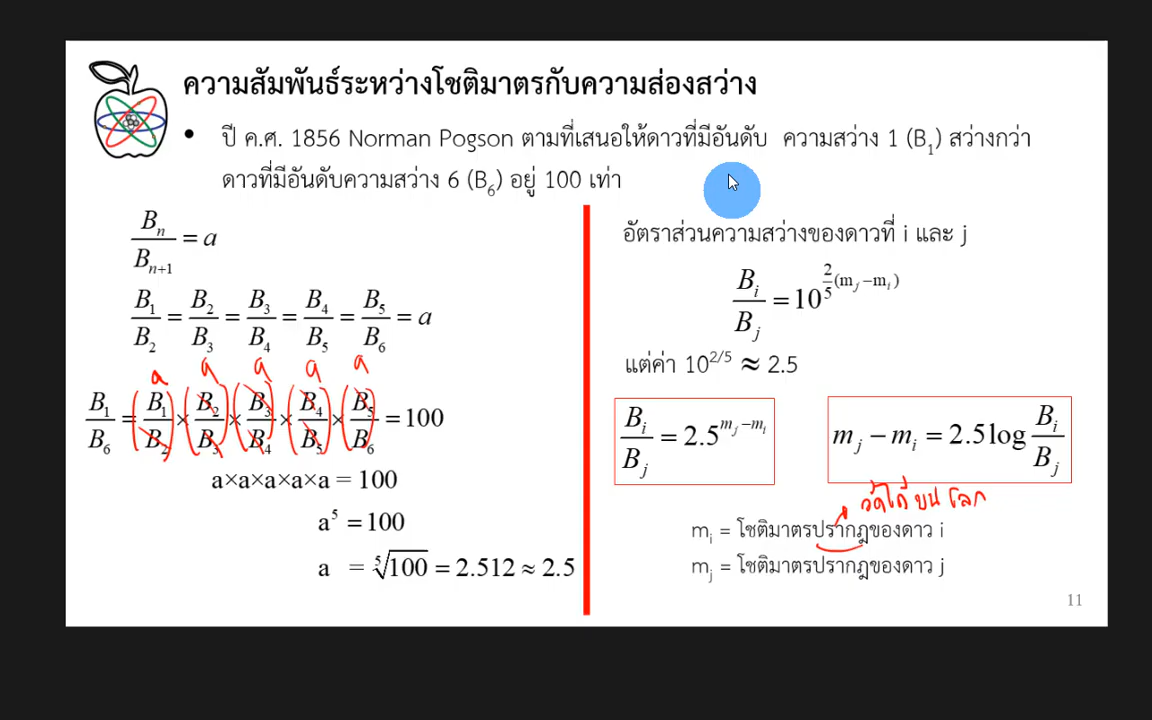 ความสัมพันธ์ระหว่างโชติมาตรกับความส่องสว่าง
• ปี ค.ศ. 1856 Norman Pogson ตามที่เสนอให้ดาวที่มีอันดับ ความสว่าง 1 (B₁) สว่างกว่า
ดาวที่มีอันดับความสว่าง 6 (B₆) อยู่ 100 เท่า
Bₙ/Bₙ₊₁ = a
B₁/B₂ = B₂/B₃ = B₃/B₄ = B₄/B₅ = B₅/B₆ = a
a a a a a
B₁/B₆ = (B₁/B₂)×(B₂/B₃)×(B₃/B₄)×(B₄/B₅)×(B₅/B₆) = 100
a×a×a×a×a = 100
a⁵ = 100
a = ⁵√100 = 2.512 ≈ 2.5
อัตราส่วนความสว่างของดาวที่ i และ j
Bᵢ/Bⱼ = 10^(2/5 (mⱼ − mᵢ))
แต่ค่า 10^(2/5) ≈ 2.5
Bᵢ/Bⱼ = 2.5^(mⱼ − mᵢ)
mⱼ − mᵢ = 2.5 log Bᵢ/Bⱼ
วัดได้ บน โลก
mᵢ = โชติมาตรปรากฏของดาว i
mⱼ = โชติมาตรปรากฏของดาว j
11